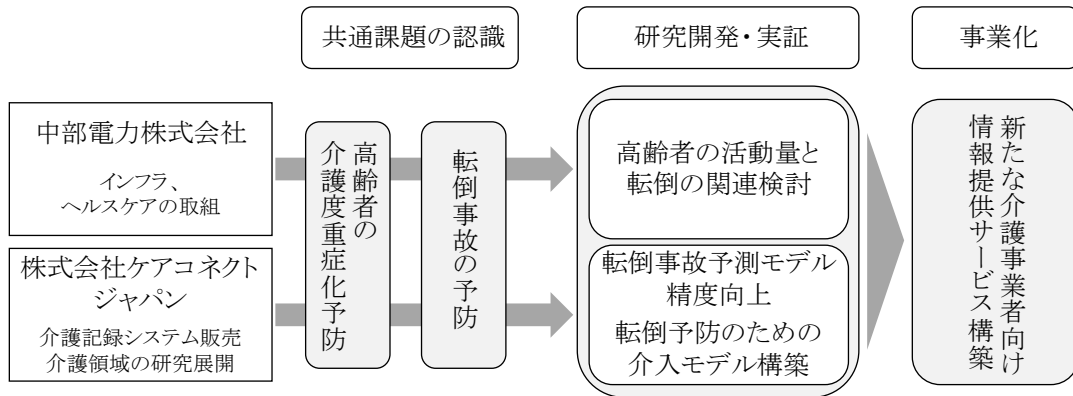 共通課題の認識
研究開発・実証
事業化
中部電力株式会社
インフラ、
ヘルスケアの取組
株式会社ケアコネクト
ジャパン
介護記録システム販売
介護領域の研究展開
高齢者の
介護度重症化予防
転倒事故の予防
高齢者の活動量と
転倒の関連検討
転倒事故予測モデル
精度向上
転倒予防のための
介入モデル構築
新たな介護事業者向け
情報提供サービス構築